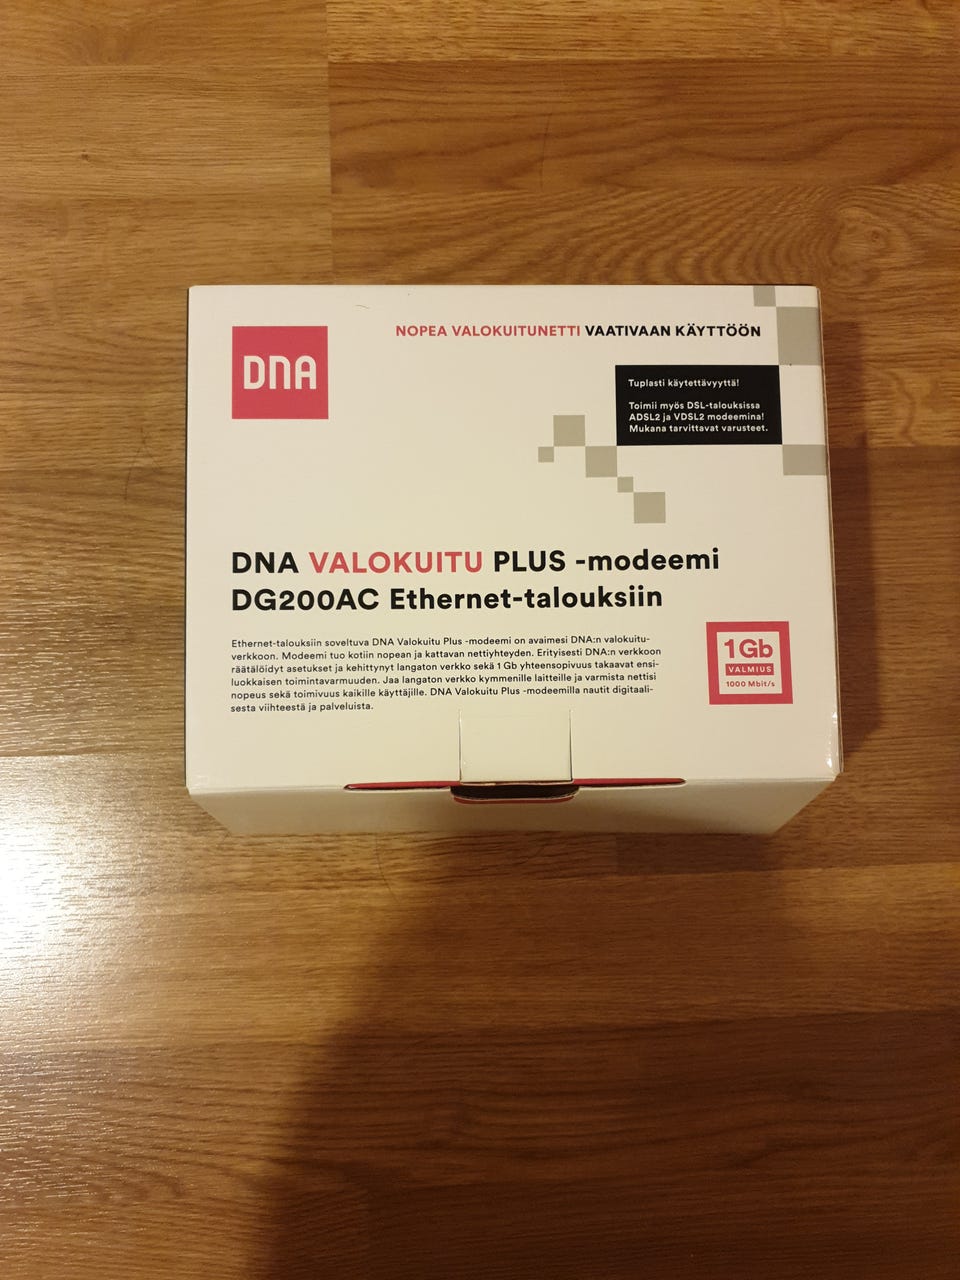 DNA
NOPEA VALOKUITUNETTI VAATIVAAN KÄYTTÖÖN
Tuplasti käytettävyyttä!
Toimii myös DSL-talouksissa
ADSL2 ja VDSL2 modeemina!
Mukana tarvittavat varusteet.
DNA VALOKUITU PLUS -modeemi
DG200AC Ethernet-talouksiin
Ethernet-talouksiin soveltuva DNA Valokuitu Plus -modeemi on avaimesi DNA:n valokuitu-
verkkoon. Modeemi tuo kotiin nopean ja kattavan nettiyhteyden. Erityisesti DNA:n verkkoon
räätälöidyt asetukset ja kehittynyt langaton verkko sekä 1 Gb yhteensopivuus takaavat ensi-
luokkaisen toimintavarmuuden. Jaa langaton verkko kymmenille laitteille ja varmista nettisi
nopeus sekä toimivuus kaikille käyttäjille. DNA Valokuitu Plus -modeemilla nautit digitaali-
sesta viihteestä ja palveluista.
1 Gb
VALMIUS
1000 Mbit/s